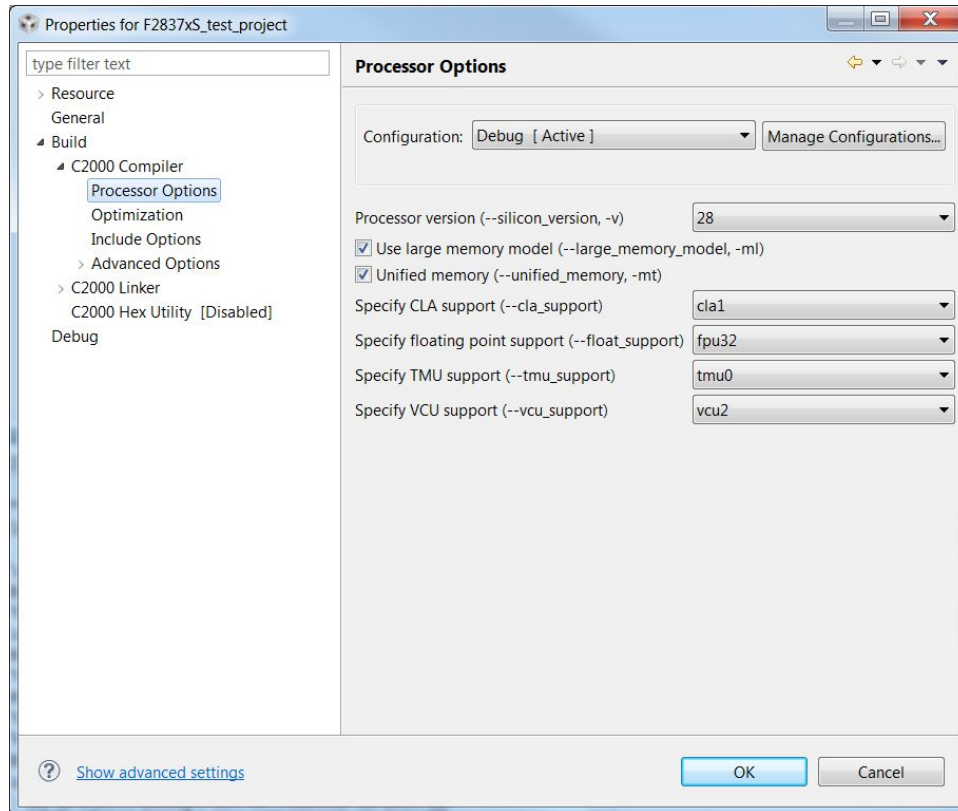 Properties for F2837xS_test_project
type filter text
Resource
General
Build
C2000 Compiler
Processor Options
Optimization
Include Options
Advanced Options
C2000 Linker
C2000 Hex Utility [Disabled]
Debug
Processor Options
Configuration: Debug [ Active ] Manage Configurations...
Processor version (--silicon_version, -v) 28
Use large memory model (--large_memory_model, -ml)
Unified memory (--unified_memory, -mt)
Specify CLA support (--cla_support) cla1
Specify floating point support (--float_support) fpu32
Specify TMU support (--tmu_support) tmu0
Specify VCU support (--vcu_support) vcu2
? Show advanced settings OK Cancel